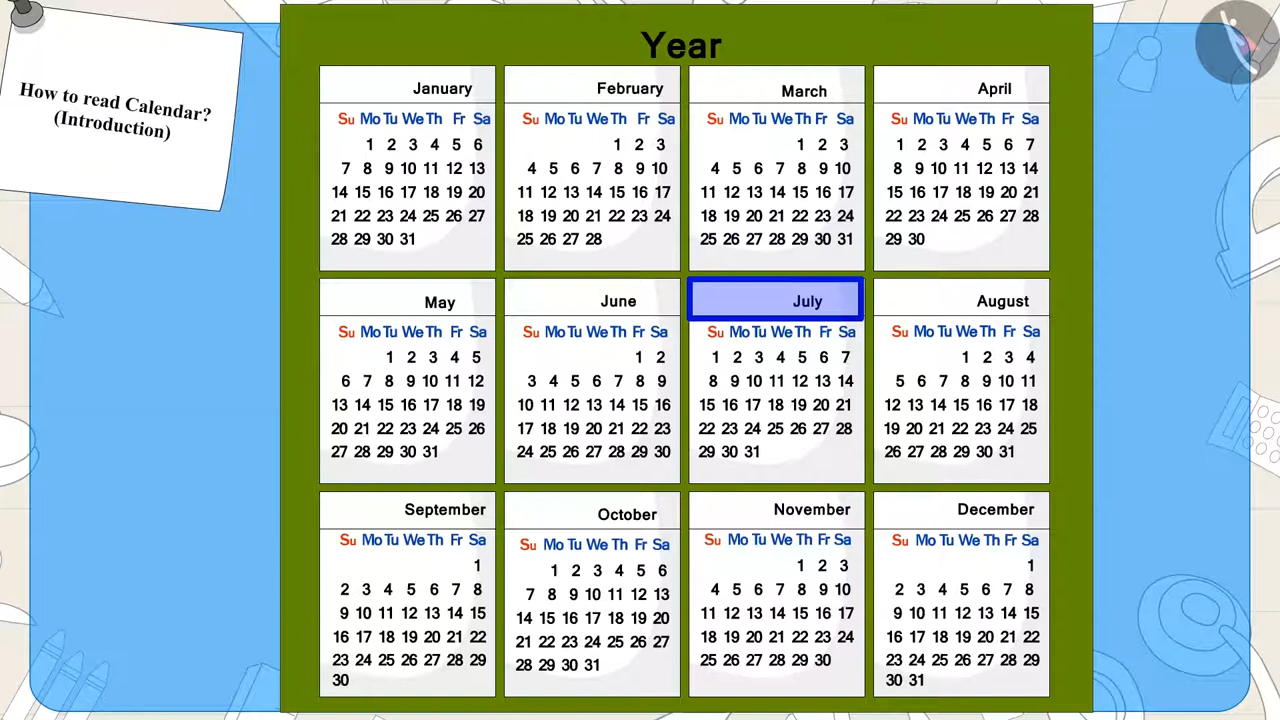 How to read Calendar?
(Introduction)
Year
January
Su Mo Tu We Th Fr Sa
1 2 3 4 5 6
7 8 9 10 11 12 13
14 15 16 17 18 19 20
21 22 23 24 25 26 27
28 29 30 31
February
Su Mo Tu We Th Fr Sa
1 2 3
4 5 6 7 8 9 10
11 12 13 14 15 16 17
18 19 20 21 22 23 24
25 26 27 28
March
Su Mo Tu We Th Fr Sa
1 2 3
4 5 6 7 8 9 10
11 12 13 14 15 16 17
18 19 20 21 22 23 24
25 26 27 28 29 30 31
April
Su Mo Tu We Th Fr Sa
1 2 3 4 5 6 7
8 9 10 11 12 13 14
15 16 17 18 19 20 21
22 23 24 25 26 27 28
29 30
May
Su Mo Tu We Th Fr Sa
1 2 3 4 5
6 7 8 9 10 11 12
13 14 15 16 17 18 19
20 21 22 23 24 25 26
27 28 29 30 31
June
Su Mo Tu We Th Fr Sa
1 2
3 4 5 6 7 8 9
10 11 12 13 14 15 16
17 18 19 20 21 22 23
24 25 26 27 28 29 30
July
Su Mo Tu We Th Fr Sa
1 2 3 4 5 6 7
8 9 10 11 12 13 14
15 16 17 18 19 20 21
22 23 24 25 26 27 28
29 30 31
August
Su Mo Tu We Th Fr Sa
1 2 3 4
5 6 7 8 9 10 11
12 13 14 15 16 17 18
19 20 21 22 23 24 25
26 27 28 29 30 31
September
Su Mo Tu We Th Fr Sa
1
2 3 4 5 6 7 8
9 10 11 12 13 14 15
16 17 18 19 20 21 22
23 24 25 26 27 28 29
30
October
Su Mo Tu We Th Fr Sa
1 2 3 4 5 6
7 8 9 10 11 12 13
14 15 16 17 18 19 20
21 22 23 24 25 26 27
28 29 30 31
November
Su Mo Tu We Th Fr Sa
1 2 3
4 5 6 7 8 9 10
11 12 13 14 15 16 17
18 19 20 21 22 23 24
25 26 27 28 29 30
December
Su Mo Tu We Th Fr Sa
1
2 3 4 5 6 7 8
9 10 11 12 13 14 15
16 17 18 19 20 21 22
23 24 25 26 27 28 29
30 31